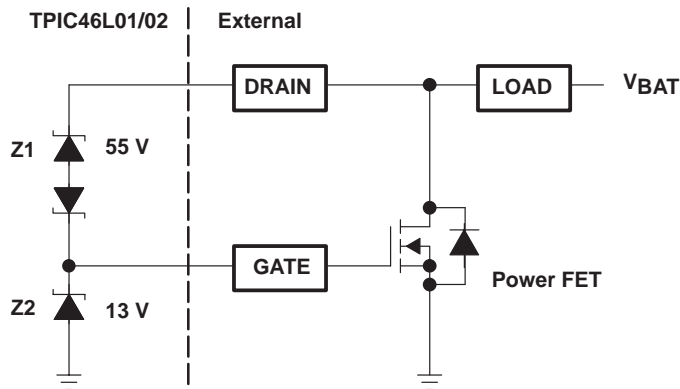 TPIC46L01/02 External
DRAIN LOAD VBAT
Z1 55 V
GATE
Power FET
Z2 13 V